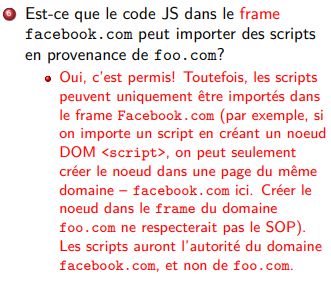 6 Est-ce que le code JS dans le frame
facebook.com peut importer des scripts
en provenance de foo.com?
• Oui, c'est permis! Toutefois, les scripts
peuvent uniquement être importés dans
le frame Facebook.com (par exemple, si
on importe un script en créant un noeud
DOM <script>, on peut seulement
créer le noeud dans une page du même
domaine – facebook.com ici. Créer le
noeud dans le frame du domaine
foo.com ne respecterait pas le SOP).
Les scripts auront l'autorité du domaine
facebook.com, et non de foo.com.